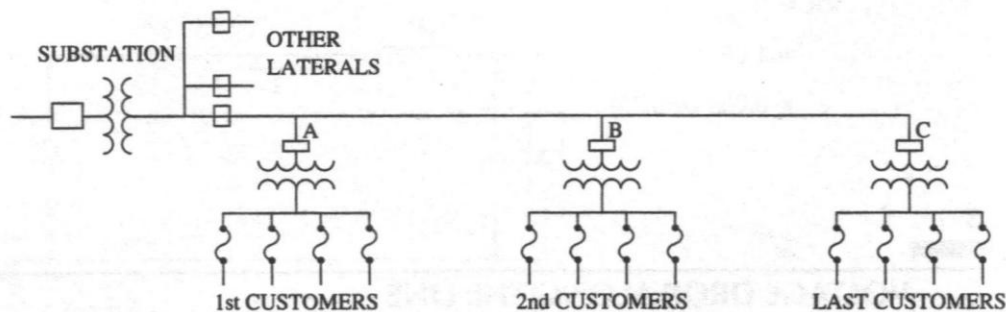 SUBSTATION
OTHER
LATERALS
A
B
C
1st CUSTOMERS
2nd CUSTOMERS
LAST CUSTOMERS